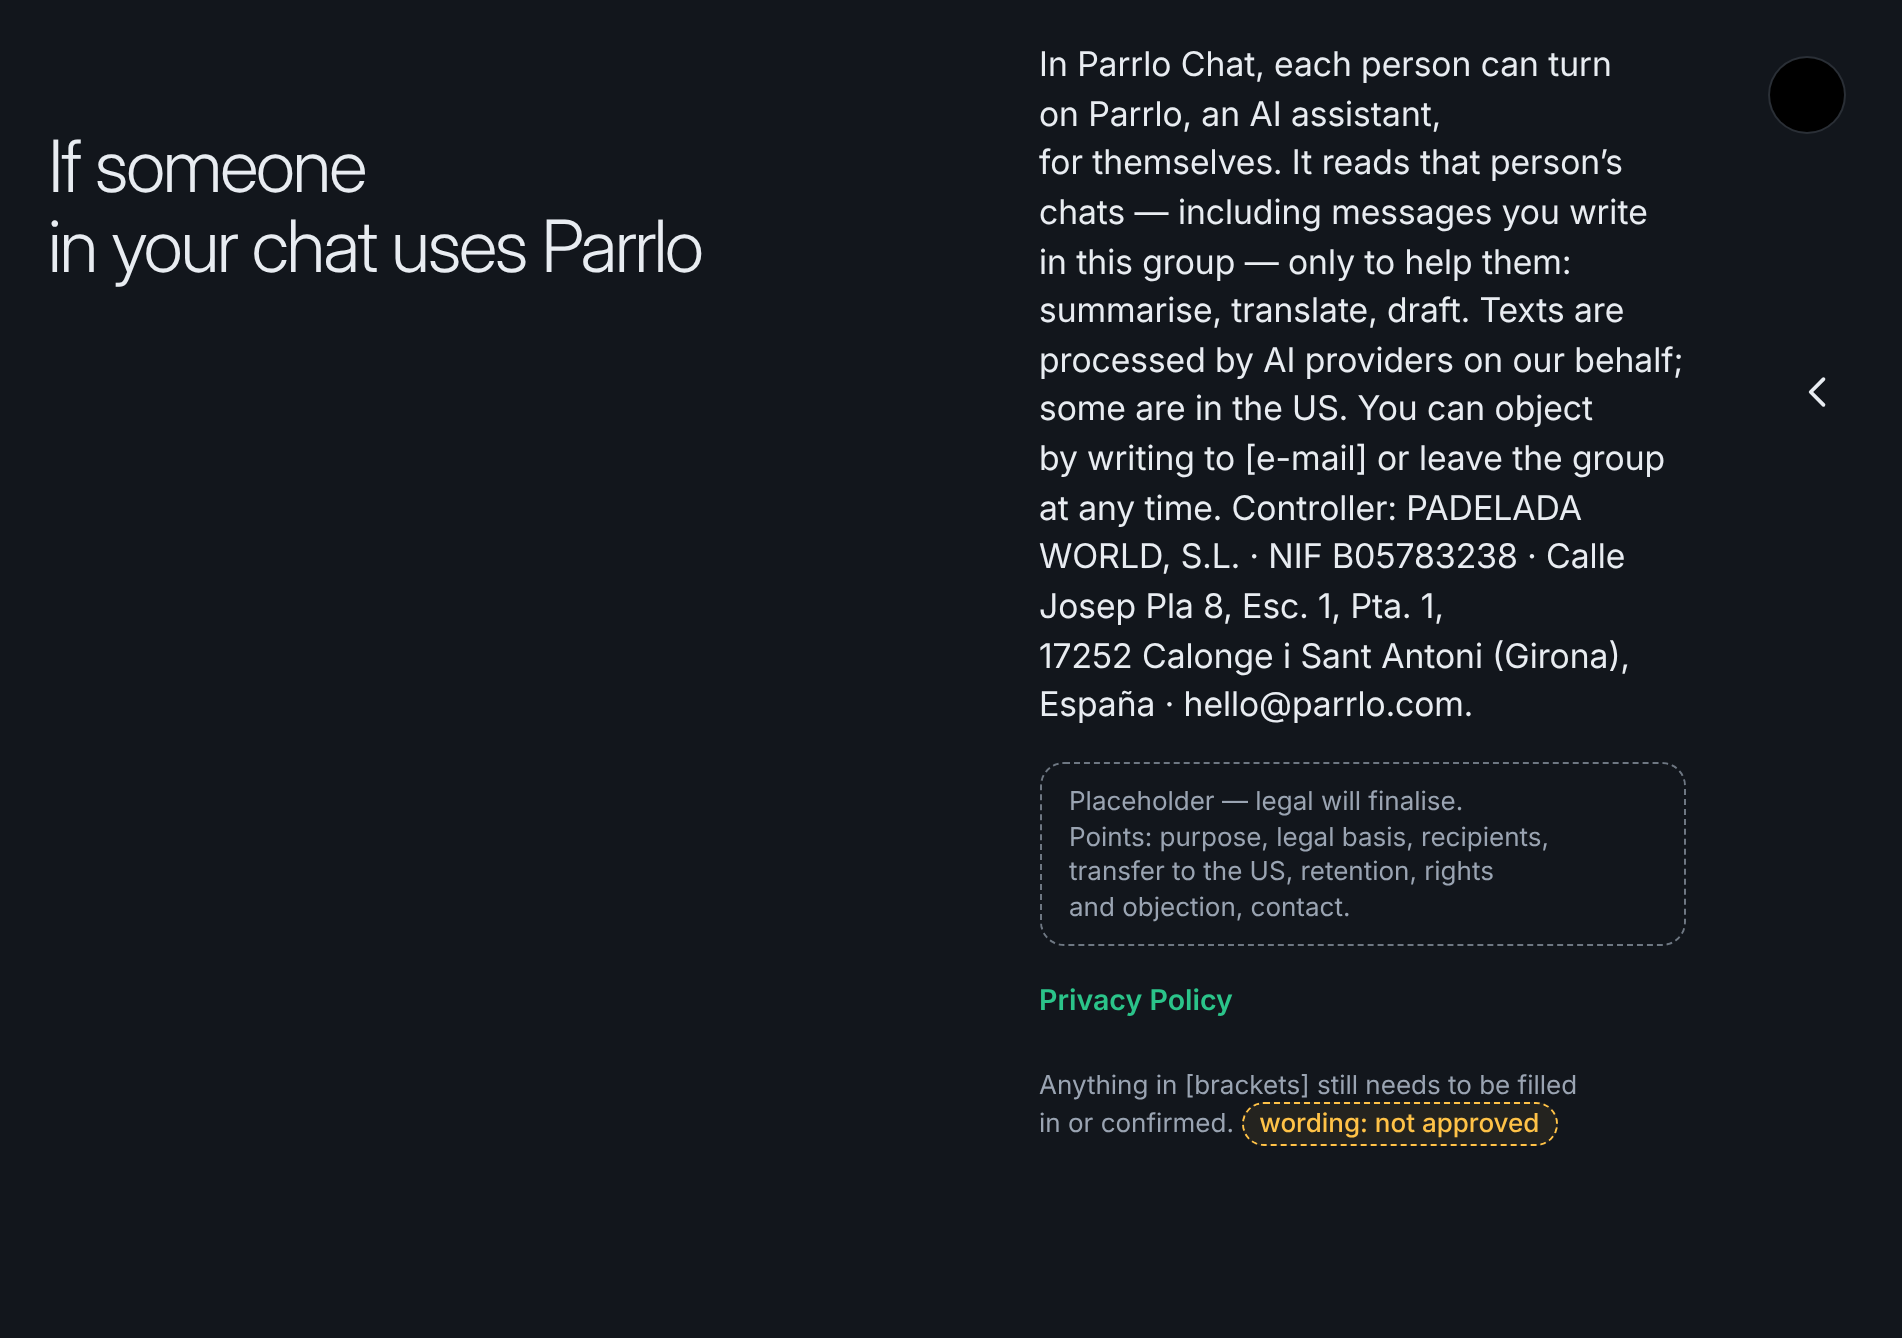 If someone
in your chat uses Parrlo
In Parrlo Chat, each person can turn
on Parrlo, an AI assistant,
for themselves. It reads that person’s
chats — including messages you write
in this group — only to help them:
summarise, translate, draft. Texts are
processed by AI providers on our behalf;
some are in the US. You can object
by writing to [e-mail] or leave the group
at any time. Controller: PADELADA
WORLD, S.L. · NIF B05783238 · Calle
Josep Pla 8, Esc. 1, Pta. 1,
17252 Calonge i Sant Antoni (Girona),
España · hello@parrlo.com.
Placeholder — legal will finalise.
Points: purpose, legal basis, recipients,
transfer to the US, retention, rights
and objection, contact.
Privacy Policy
Anything in [brackets] still needs to be filled
in or confirmed. wording: not approved